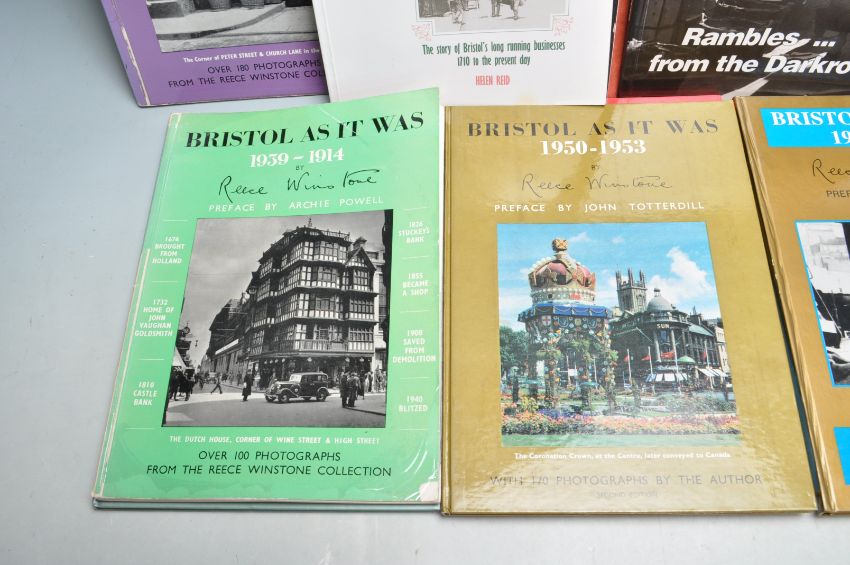 The Corner of PETER STREET & CHURCH LANE in the
OVER 180 PHOTOGRAPHS
FROM THE REECE WINSTONE COLLEC
The story of Bristol's long running businesses
1710 to the present day
HELEN REID
Rambles ...
from the Darkro
BRISTOL AS IT WAS
1939 - 1914
BY
Reece Winstone
PREFACE BY ARCHIE POWELL
1676
BROUGHT
FROM
HOLLAND
1732
HOME OF
JOHN
VAUGHAN
GOLDSMITH
1810
CASTLE
BANK
1826
STUCKEY'S
BANK
1855
BECAME
A SHOP
1908
SAVED
FROM
DEMOLITION
1940
BLITZED
THE DUTCH HOUSE, CORNER OF WINE STREET & HIGH STREET
OVER 100 PHOTOGRAPHS
FROM THE REECE WINSTONE COLLECTION
BRISTOL AS IT WAS
1950-1953
BY
Reece Winstone
PREFACE BY JOHN TOTTERDILL
SUN
The Coronation Crown, at the Centre, later conveyed to Canada
WITH 170 PHOTOGRAPHS BY THE AUTHOR
SECOND EDITION
BRISTO
19
Reec
PREF